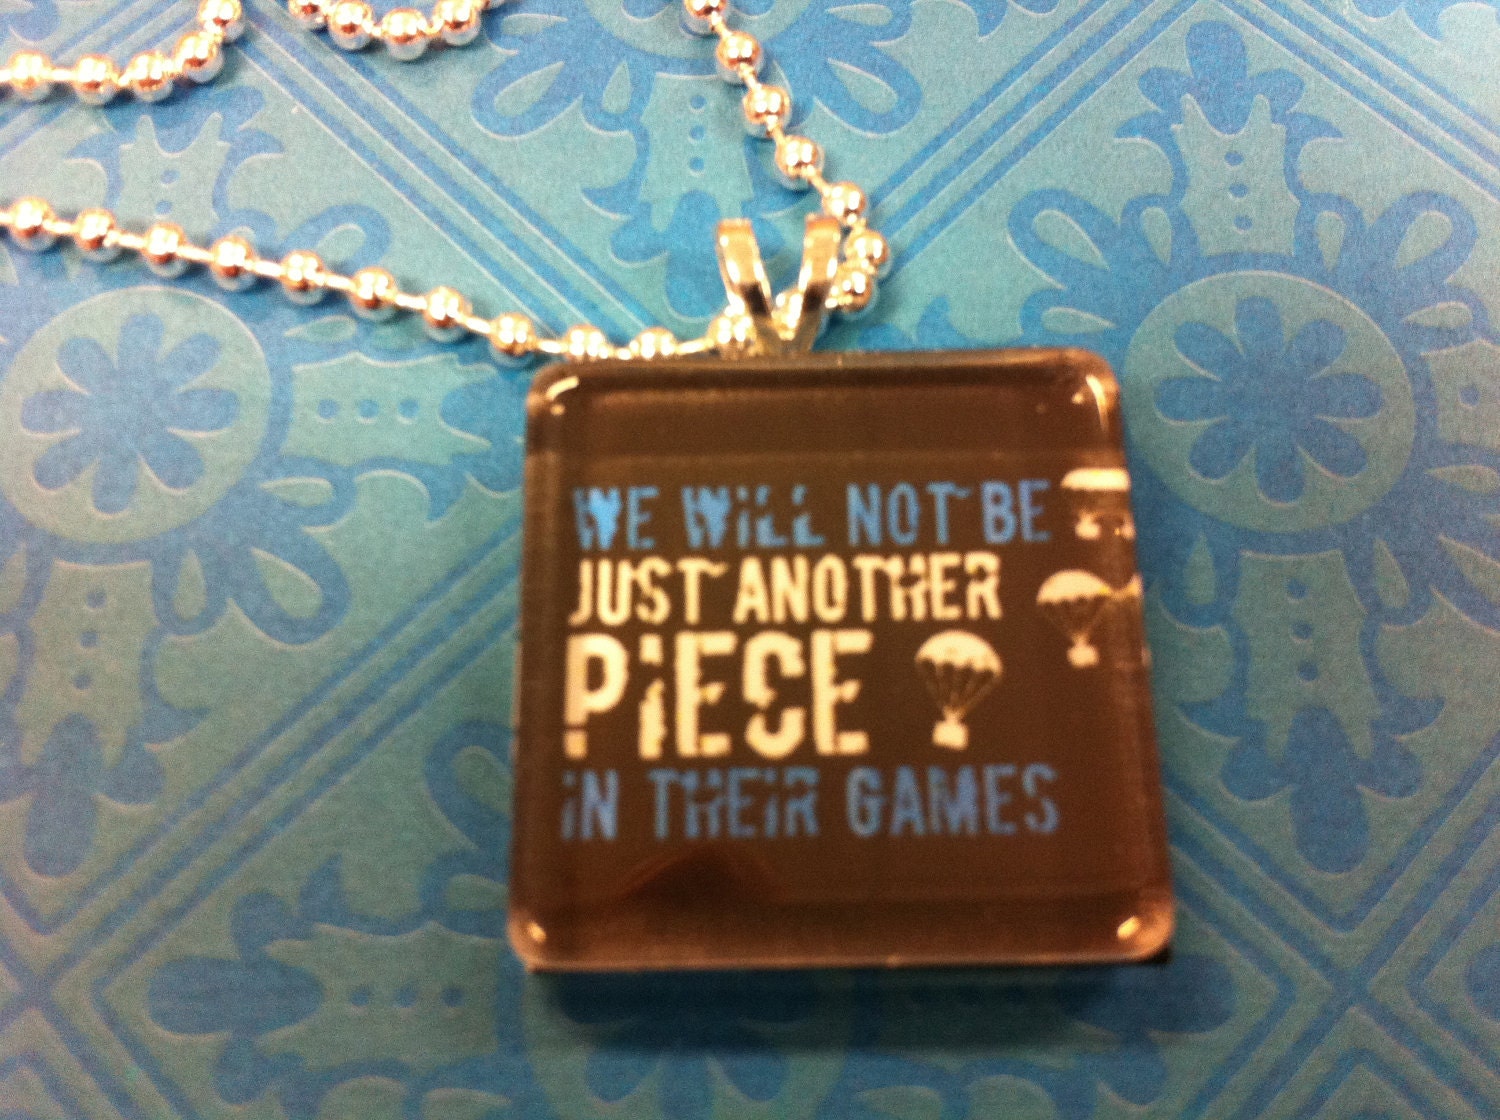 WE WiLL NOT BE
JUST ANOTHER
PiECE
iN THEiR GAMES